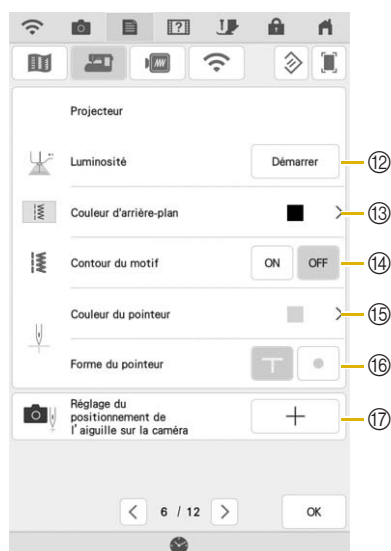 Projecteur
Luminosité
Démarrer
⑫
Couleur d'arrière-plan
⑬
Contour du motif
ON
OFF
⑭
Couleur du pointeur
⑮
Forme du pointeur
⑯
Réglage du
positionnement de
l'aiguille sur la caméra
⑰
6 / 12
OK